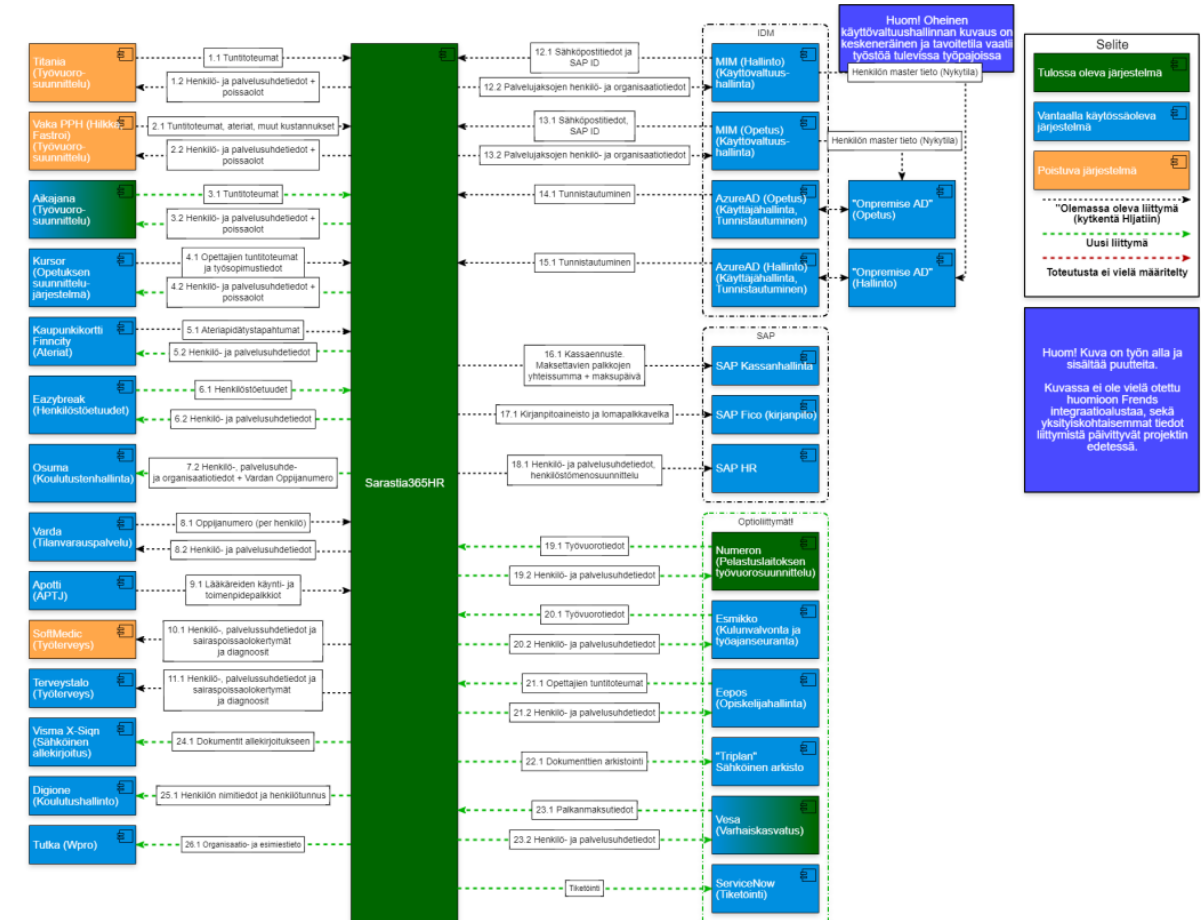 Titania
(Työvuoro-
suunnittelu)
1.1 Tuntitoteumat
1.2 Henkilö- ja palvelusuhdetiedot +
poissaolot
Vaka PPH (Hilkka,
Fastroi)
(Työvuoro-
suunnittelu)
2.1 Tuntitoteumat, ateriat, muut kustannukset
2.2 Henkilö- ja palvelusuhdetiedot +
poissaolot
Aikajana
(Työvuoro-
suunnittelu)
3.1 Tuntitoteumat
3.2 Henkilö- ja palvelusuhdetiedot +
poissaolot
Kursor
(Opetuksen
suunnittelu-
järjestelmä)
4.1 Opettajien tuntitoteumat
ja työsopimustiedot
4.2 Henkilö- ja palvelusuhdetiedot +
poissaolot
Kaupunkikortti
Finncity
(Ateriat)
5.1 Ateriapidätystapahtumat
5.2 Henkilö- ja palvelusuhdetiedot
Eazybreak
(Henkilöstöetuudet)
6.1 Henkilöstöetuudet
6.2 Henkilö- ja palvelusuhdetiedot
Osuma
(Koulutustenhallinta)
7.2 Henkilö-, palvelusuhde-
ja organisaatiotiedot + Vardan Oppijanumero
Varda
(Tilanvarauspalvelu)
8.1 Oppijanumero (per henkilö)
8.2 Henkilö- ja palvelusuhdetiedot
Apotti
(APTJ)
9.1 Lääkäreiden käynti- ja
toimenpidepalkkiot
SoftMedic
(Työterveys)
10.1 Henkilö-, palvelussuhdetiedot ja
sairaspoissaolokertymät
ja diagnoosit
Terveystalo
(Työterveys)
11.1 Henkilö-, palvelussuhdetiedot ja
sairaspoissaolokertymät
ja diagnoosit
Visma X-Sign
(Sähköinen
allekirjoitus)
24.1 Dokumentit allekirjoitukseen
Digione
(Koulutushallinto)
25.1 Henkilön nimitiedot ja henkilötunnus
Tutka (Wpro)
26.1 Organisaatio- ja esimiestieto
Sarastia365HR
IDM
12.1 Sähköpostitiedot ja
SAP ID
12.2 Palvelujaksojen henkilö- ja organisaatiotiedot
MIM (Hallinto)
(Käyttövaltuus-
hallinta)
13.1 Sähköpostitiedot,
SAP ID
13.2 Palvelujaksojen henkilö- ja organisaatiotiedot
MIM (Opetus)
(Käyttövaltuus-
hallinta)
14.1 Tunnistautuminen
AzureAD (Opetus)
(Käyttäjähallinta,
Tunnistautuminen)
15.1 Tunnistautuminen
AzureAD (Hallinto)
(Käyttäjähallinta,
Tunnistautuminen)
Huom! Oheinen
käyttövaltuushallinnan kuvaus on
keskeneräinen ja tavoitetila vaatii
työstöä tulevissa työpajoissa
Henkilön master tieto (Nykytila)
Henkilön master tieto (Nykytila)
"Onpremise AD"
(Opetus)
"Onpremise AD"
(Hallinto)
SAP
16.1 Kassaennuste.
Maksettavien palkkojen
yhteissumma + maksupäivä
SAP Kassanhallinta
17.1 Kirjanpitoaineisto ja lomapalkkavelka
SAP Fico (kirjanpito)
18.1 Henkilö- ja palvelusuhdetiedot,
henkilöstömenosuunnittelu
SAP HR
Optioliittymät!
19.1 Työvuorotiedot
19.2 Henkilö- ja palvelusuhdetiedot
Numeron
(Pelastuslaitoksen
työvuorosuunnittelu)
20.1 Työvuorotiedot
20.2 Henkilö- ja palvelusuhdetiedot
Esmikko
(Kulunvalvonta ja
työajanseuranta)
21.1 Opettajien tuntitoteumat
21.2 Henkilö- ja palvelusuhdetiedot
Eepos
(Opiskelijahallinta)
22.1 Dokumenttien arkistointi
"Triplan"
Sähköinen arkisto
23.1 Palkanmaksutiedot
23.2 Henkilö- ja palvelusuhdetiedot
Vesa
(Varhaiskasvatus)
Tiketöinti
ServiceNow
(Tiketöinti)
Selite
Tulossa oleva järjestelmä
Vantaalla käytössäoleva
järjestelmä
Poistuva järjestelmä
"Olemassa oleva liittymä
(kytkentä Hijatiin)
Uusi liittymä
Toteutusta ei vielä määritelty
Huom! Kuva on työn alla ja
sisältää puutteita.
Kuvassa ei ole vielä otettu
huomioon Frends
integraatioalustaa, sekä
yksityiskohtaisemmat tiedot
liittymistä päivittyvät projektin
edetessä.